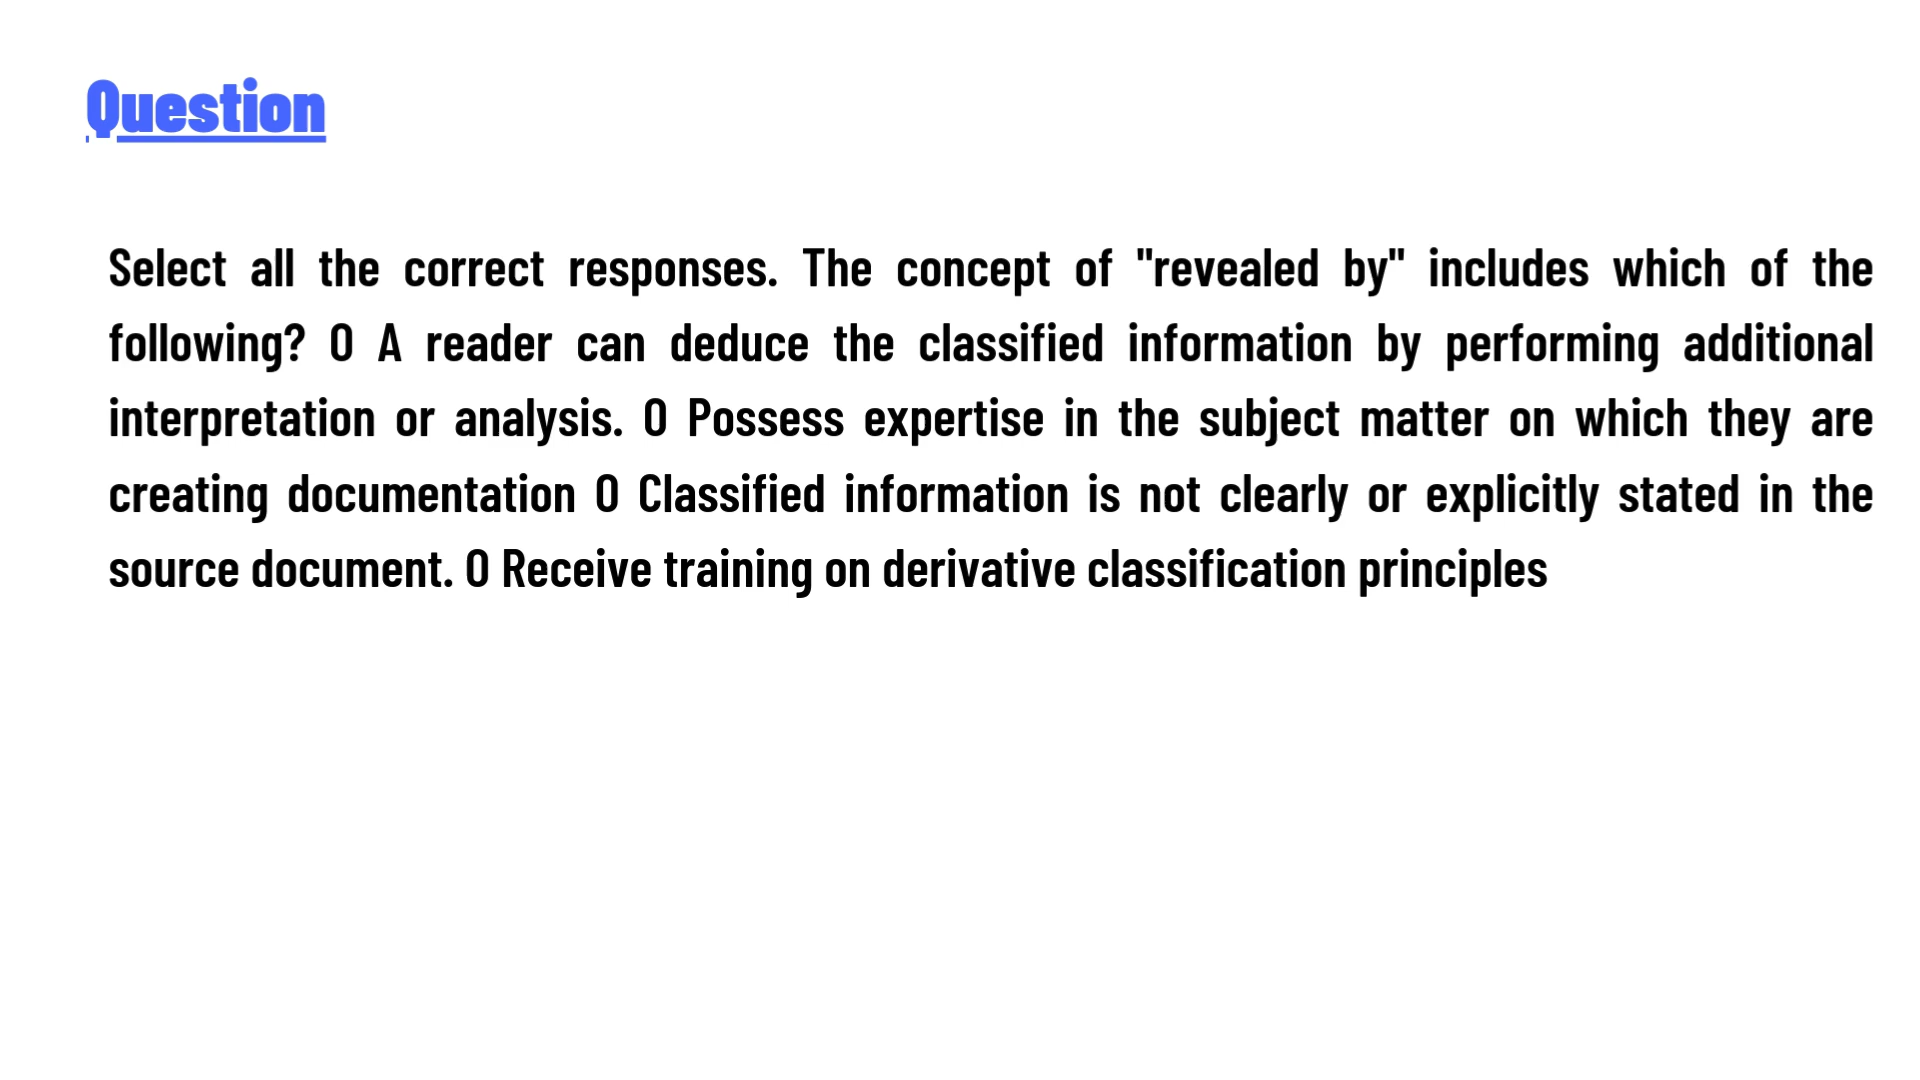 Question
Select all the correct responses. The concept of "revealed by" includes which of the
following? O A reader can deduce the classified information by performing additional
interpretation or analysis. O Possess expertise in the subject matter on which they are
creating documentation O Classified information is not clearly or explicitly stated in the
source document. O Receive training on derivative classification principles